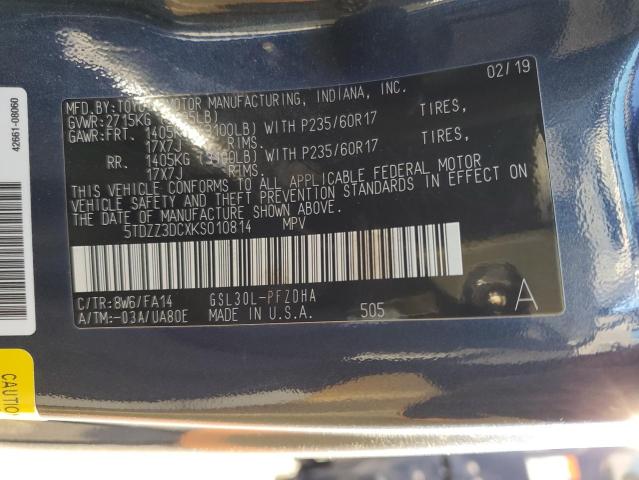 42661-08060
MFD.BY:TOYOTA MOTOR MANUFACTURING, INDIANA, INC. 02/19
GVWR:2715KG
GAWR:FRT. 1405KG (3100LB) WITH P235/60R17 TIRES,
17X7J RIMS.
RR. 1405KG WITH P235/60R17 TIRES,
17X7J RIMS.
THIS VEHICLE CONFORMS TO ALL APPLICABLE FEDERAL MOTOR
VEHICLE SAFETY AND THEFT PREVENTION STANDARDS IN EFFECT ON
THE DATE OF MANUFACTURE SHOWN ABOVE.
5TDZZ3DCXKS010814 MPV
C/TR:8W6/FA14 GSL30L-PFZDHA
A/TM:-03A/UA80E MADE IN U.S.A. 505 A
CAUTIO